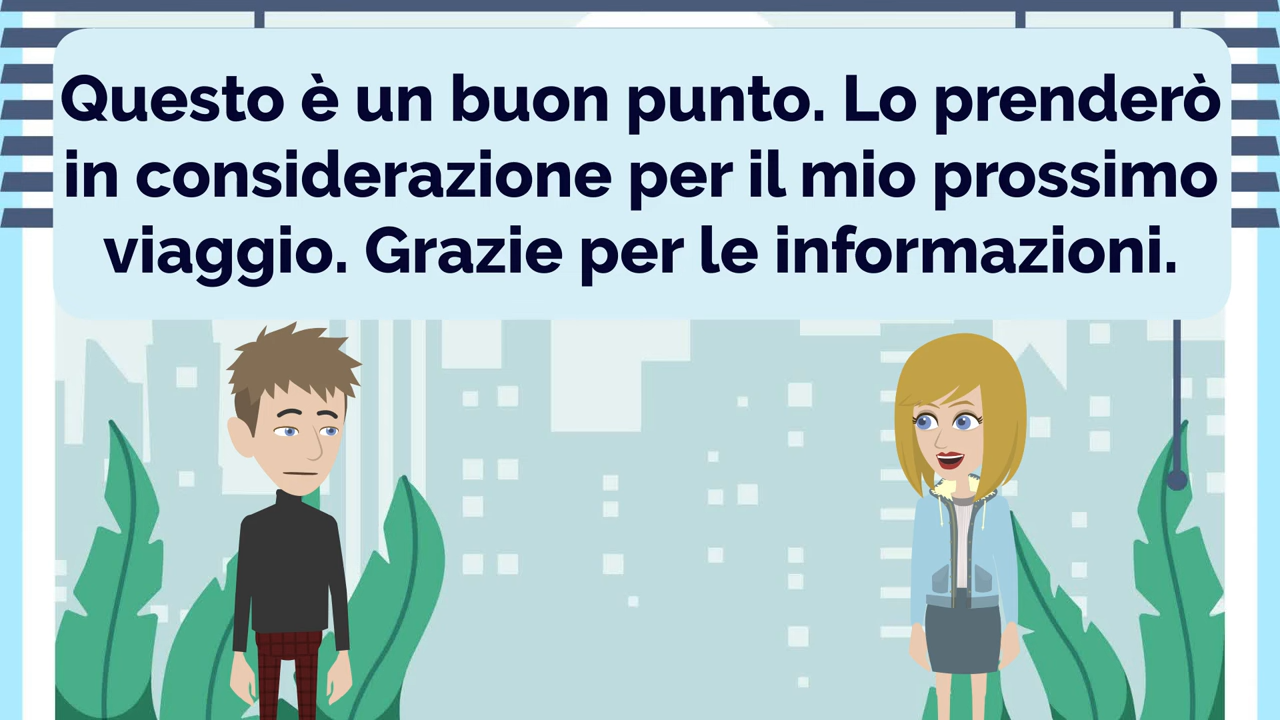 Questo è un buon punto. Lo prenderò
in considerazione per il mio prossimo
viaggio. Grazie per le informazioni.